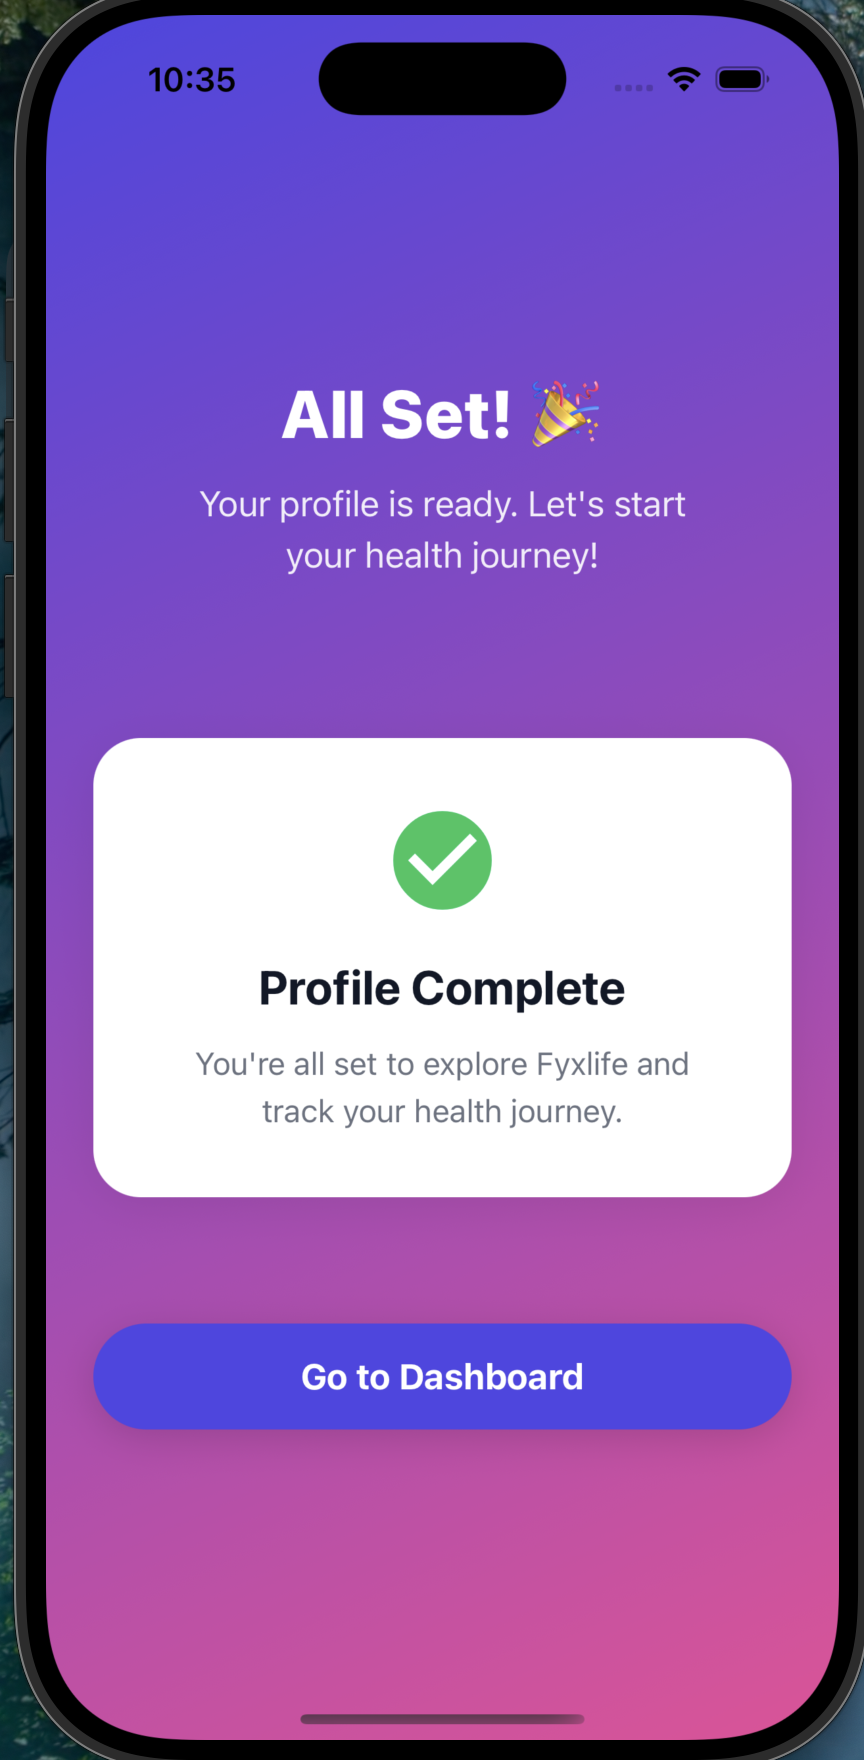 10:35
All Set! 🎉
Your profile is ready. Let's start
your health journey!
Profile Complete
You're all set to explore Fyxlife and
track your health journey.
Go to Dashboard